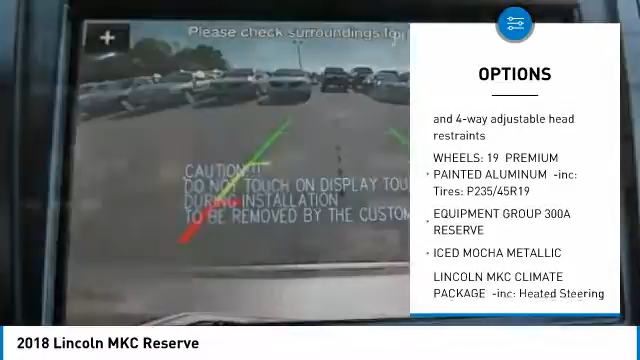 Please check surroundings for
+
CAUTION!!!
DO NOT TOUCH ON DISPLAY TOU
DURING INSTALLATION
TO BE REMOVED BY THE CUSTOM
OPTIONS
and 4-way adjustable head
restraints
WHEELS: 19 PREMIUM
PAINTED ALUMINUM -inc:
Tires: P235/45R19
EQUIPMENT GROUP 300A
RESERVE
ICED MOCHA METALLIC
LINCOLN MKC CLIMATE
PACKAGE -inc: Heated Steering
2018 Lincoln MKC Reserve